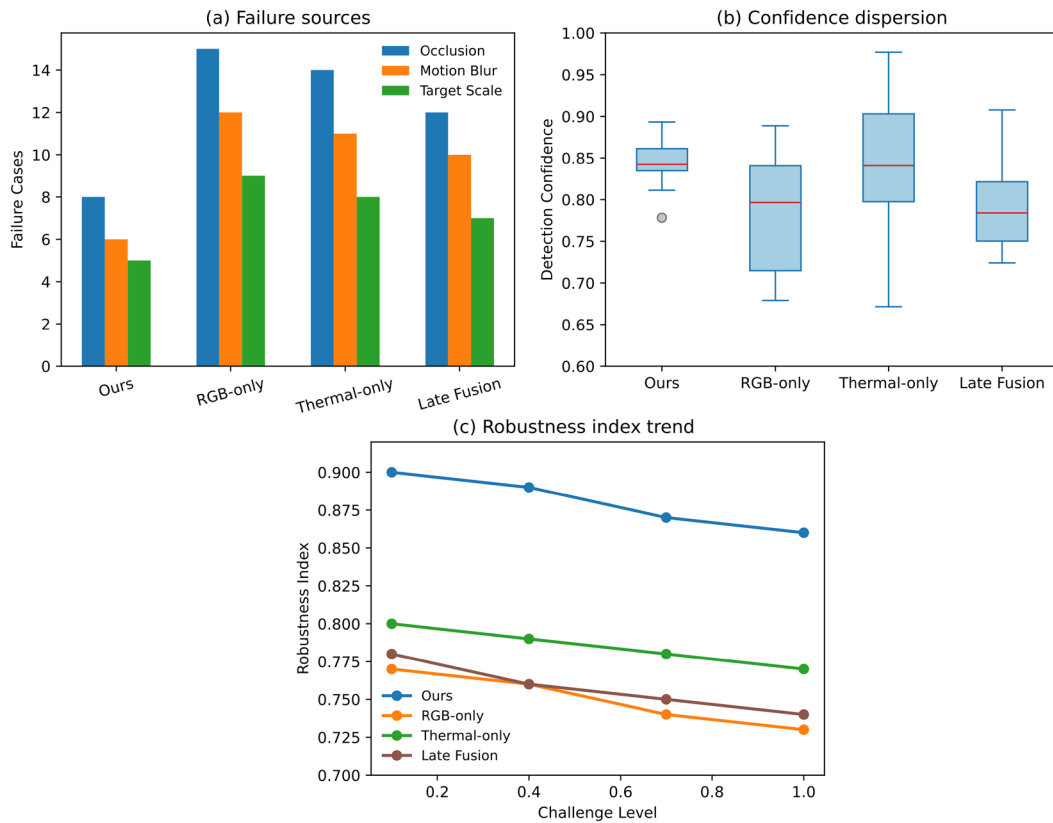 (a) Failure sources
Failure Cases
14
12
10
8
6
4
2
0
Occlusion
Motion Blur
Target Scale
Ours
RGB-only
Thermal-only
Late Fusion
(b) Confidence dispersion
Detection Confidence
1.00
0.95
0.90
0.85
0.80
0.75
0.70
0.65
0.60
Ours
RGB-only
Thermal-only
Late Fusion
(c) Robustness index trend
Robustness Index
0.900
0.875
0.850
0.825
0.800
0.775
0.750
0.725
0.700
Ours
RGB-only
Thermal-only
Late Fusion
0.2
0.4
0.6
0.8
1.0
Challenge Level